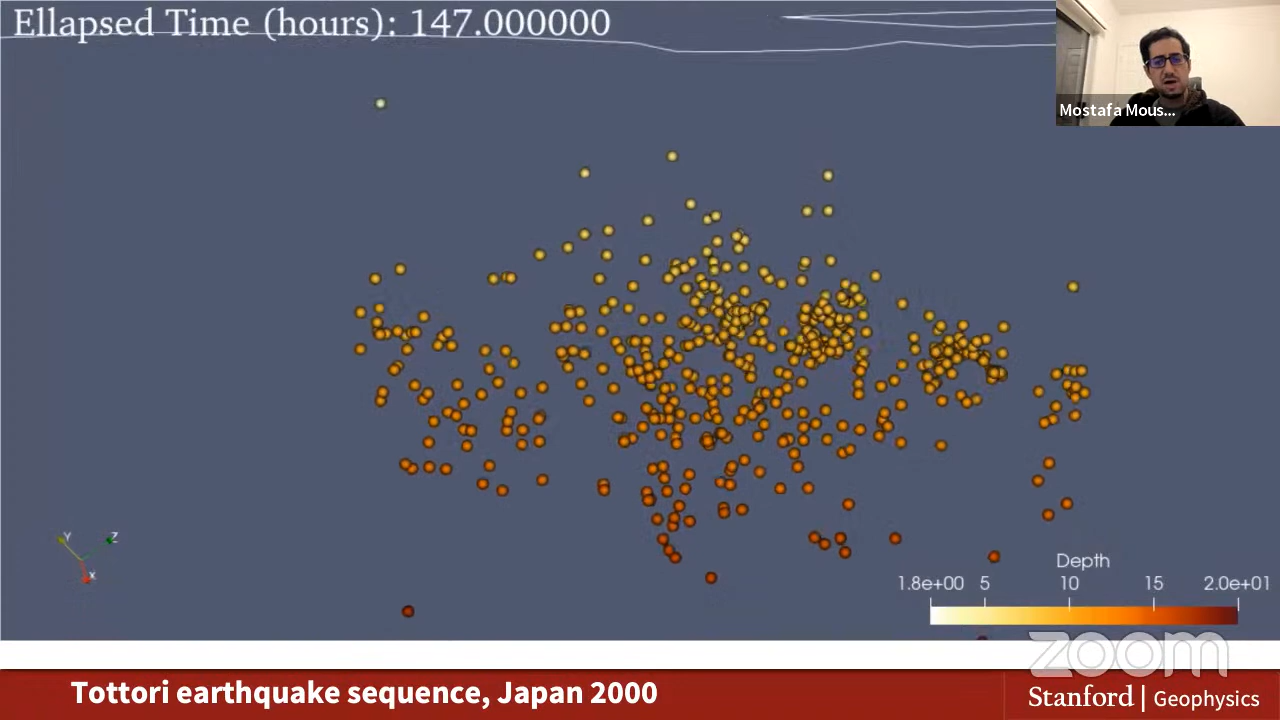 Ellapsed Time (hours): 147.000000
Mostafa Mous...
Y
Z
X
Depth
1.8e+00 5 10 15 2.0e+01
zoom
Tottori earthquake sequence, Japan 2000
Stanford | Geophysics